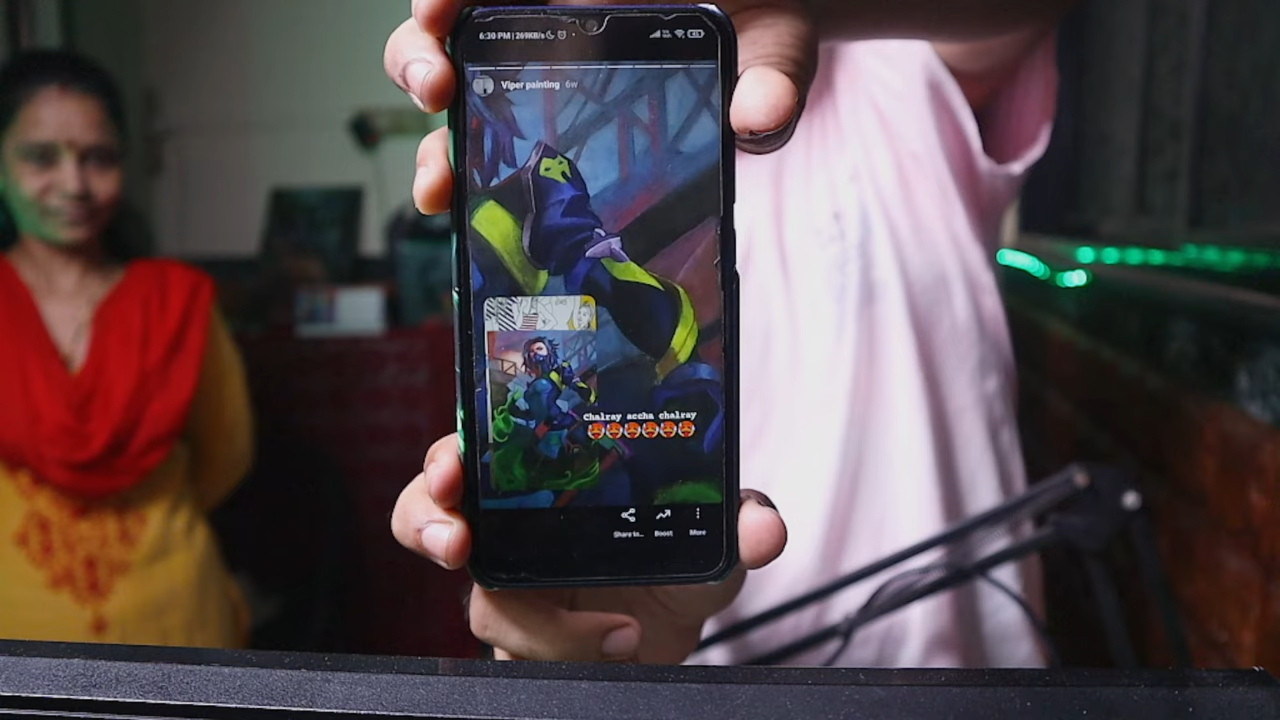 6:30 PM | 269KB/s
Viper painting 6w
Chalray accha chalray
Share to...
Boost
More